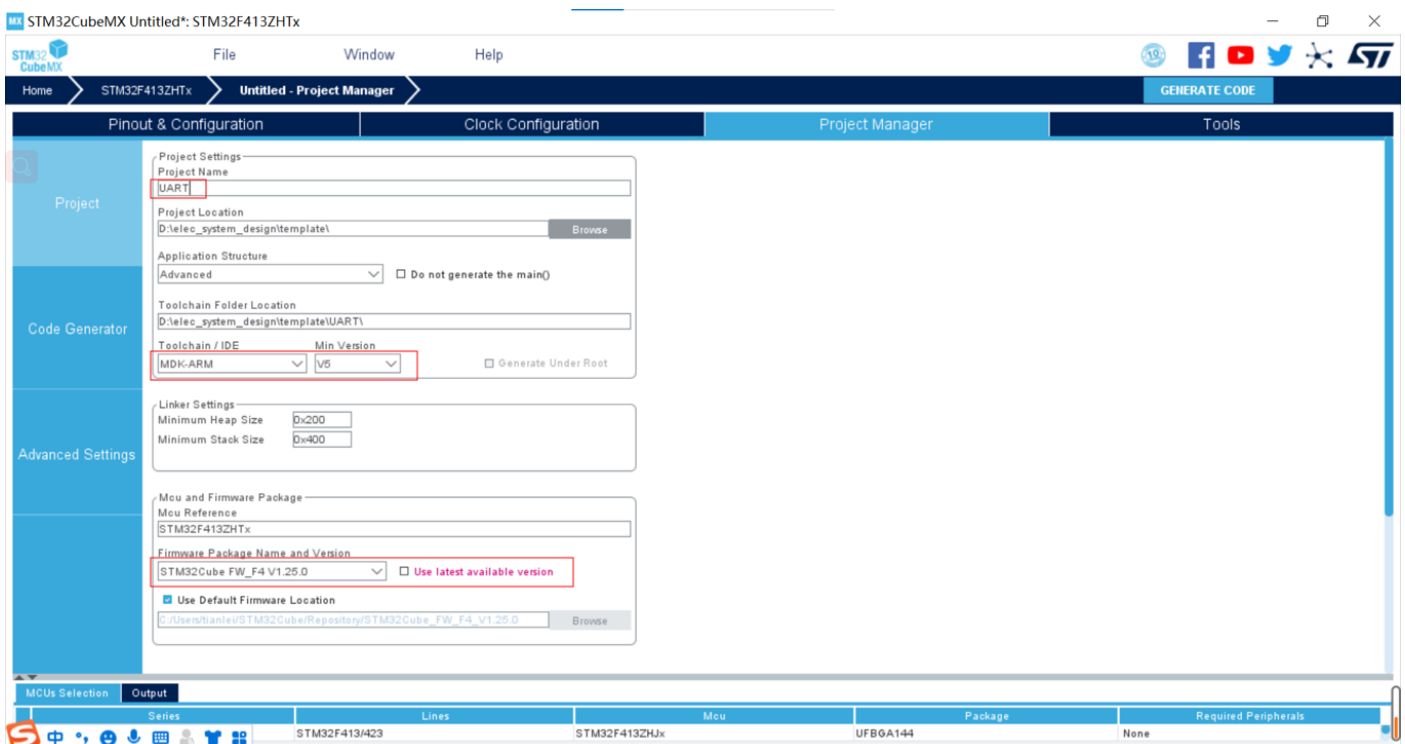 MX STM32CubeMX Untitled*: STM32F413ZHTx
STM32 CubeMX File Window Help 10
Home STM32F413ZHTx Untitled - Project Manager GENERATE CODE
Pinout & Configuration Clock Configuration Project Manager Tools
Project
Code Generator
Advanced Settings
Project Settings
Project Name
UART
Project Location
D:\elec_system_design\template\ Browse
Application Structure
Advanced Do not generate the main()
Toolchain Folder Location
D:\elec_system_design\template\UART\
Toolchain / IDE Min Version
MDK-ARM V5 Generate Under Root
Linker Settings
Minimum Heap Size 0x200
Minimum Stack Size 0x400
Mcu and Firmware Package
Mcu Reference
STM32F413ZHTx
Firmware Package Name and Version
STM32Cube FW_F4 V1.25.0 Use latest available version
Use Default Firmware Location
C:/Users/tianlei/STM32Cube/Repository/STM32Cube_FW_F4_V1.25.0 Browse
MCUs Selection Output
Series Lines Mcu Package Required Peripherals
STM32F413/423 STM32F413ZHJx UFBGA144 None
S 中